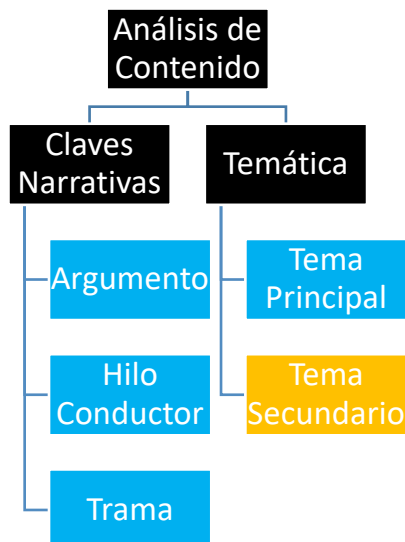 Análisis de
Contenido
Claves
Narrativas
Temática
Argumento
Tema
Principal
Hilo
Conductor
Tema
Secundario
Trama